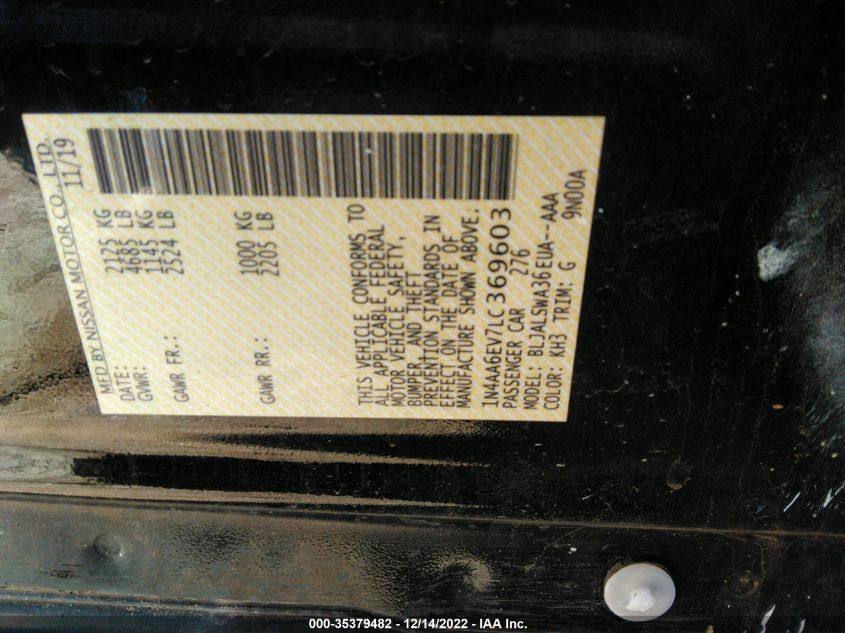 MFD BY NISSAN MOTOR CO., LTD.
DATE: 11/19
GVWR: 2125 KG
4685 LB
GAWR FR.: 1145 KG
2524 LB
GAWR RR.: 1000 KG
2205 LB
THIS VEHICLE CONFORMS TO
ALL APPLICABLE FEDERAL
MOTOR VEHICLE SAFETY,
BUMPER, AND THEFT
PREVENTION STANDARDS IN
EFFECT ON THE DATE OF
MANUFACTURE SHOWN ABOVE.
1N4AA6EV7LC369603
PASSENGER CAR 276
MODEL: BLJALSWA36EUA--AAA
COLOR: KH3 TRIM: G 9N00A
000-35379482 - 12/14/2022 - IAA Inc.